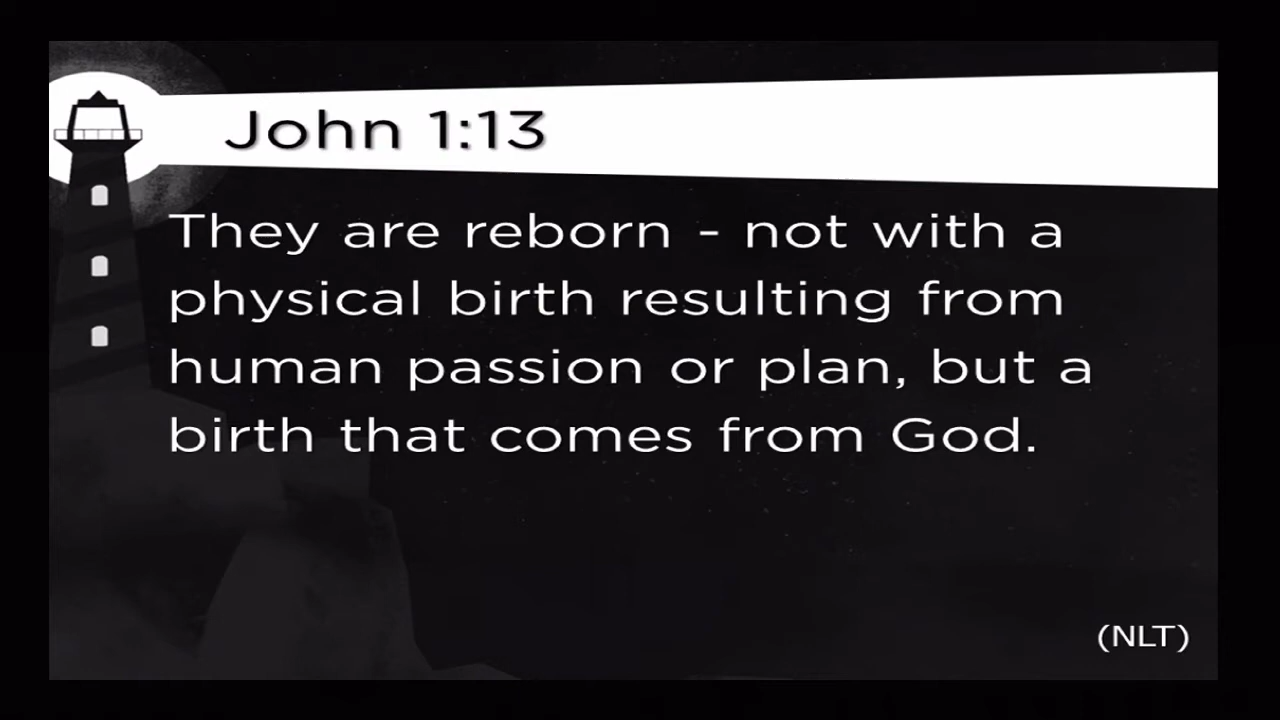 John 1:13
They are reborn - not with a
physical birth resulting from
human passion or plan, but a
birth that comes from God.
(NLT)